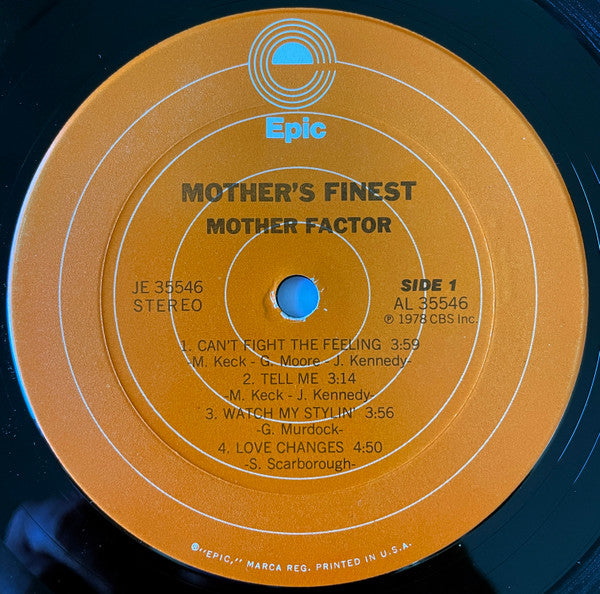 Epic
MOTHER'S FINEST
MOTHER FACTOR
JE 35546
STEREO
SIDE 1
AL 35546
℗ 1978 CBS Inc.
1. CAN'T FIGHT THE FEELING 3:59
-M. Keck - G. Moore - J. Kennedy-
2. TELL ME 3:14
-M. Keck - J. Kennedy-
3. WATCH MY STYLIN' 3:56
-G. Murdock-
4. LOVE CHANGES 4:50
-S. Scarborough-
®"EPIC," MARCA REG. PRINTED IN U.S.A.